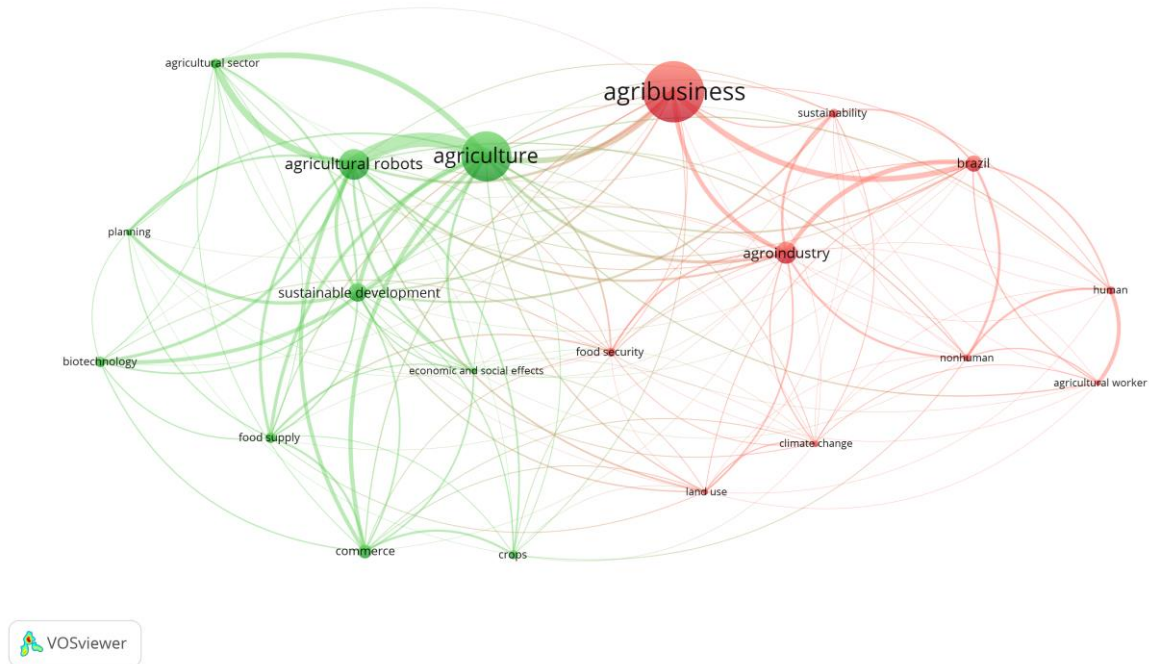 agricultural sector
agribusiness
sustainability
agriculture
agricultural robots
brazil
planning
agroindustry
sustainable development
human
food security
nonhuman
biotechnology
economic and social effects
agricultural worker
food supply
climate change
land use
commerce
crops
VOSviewer